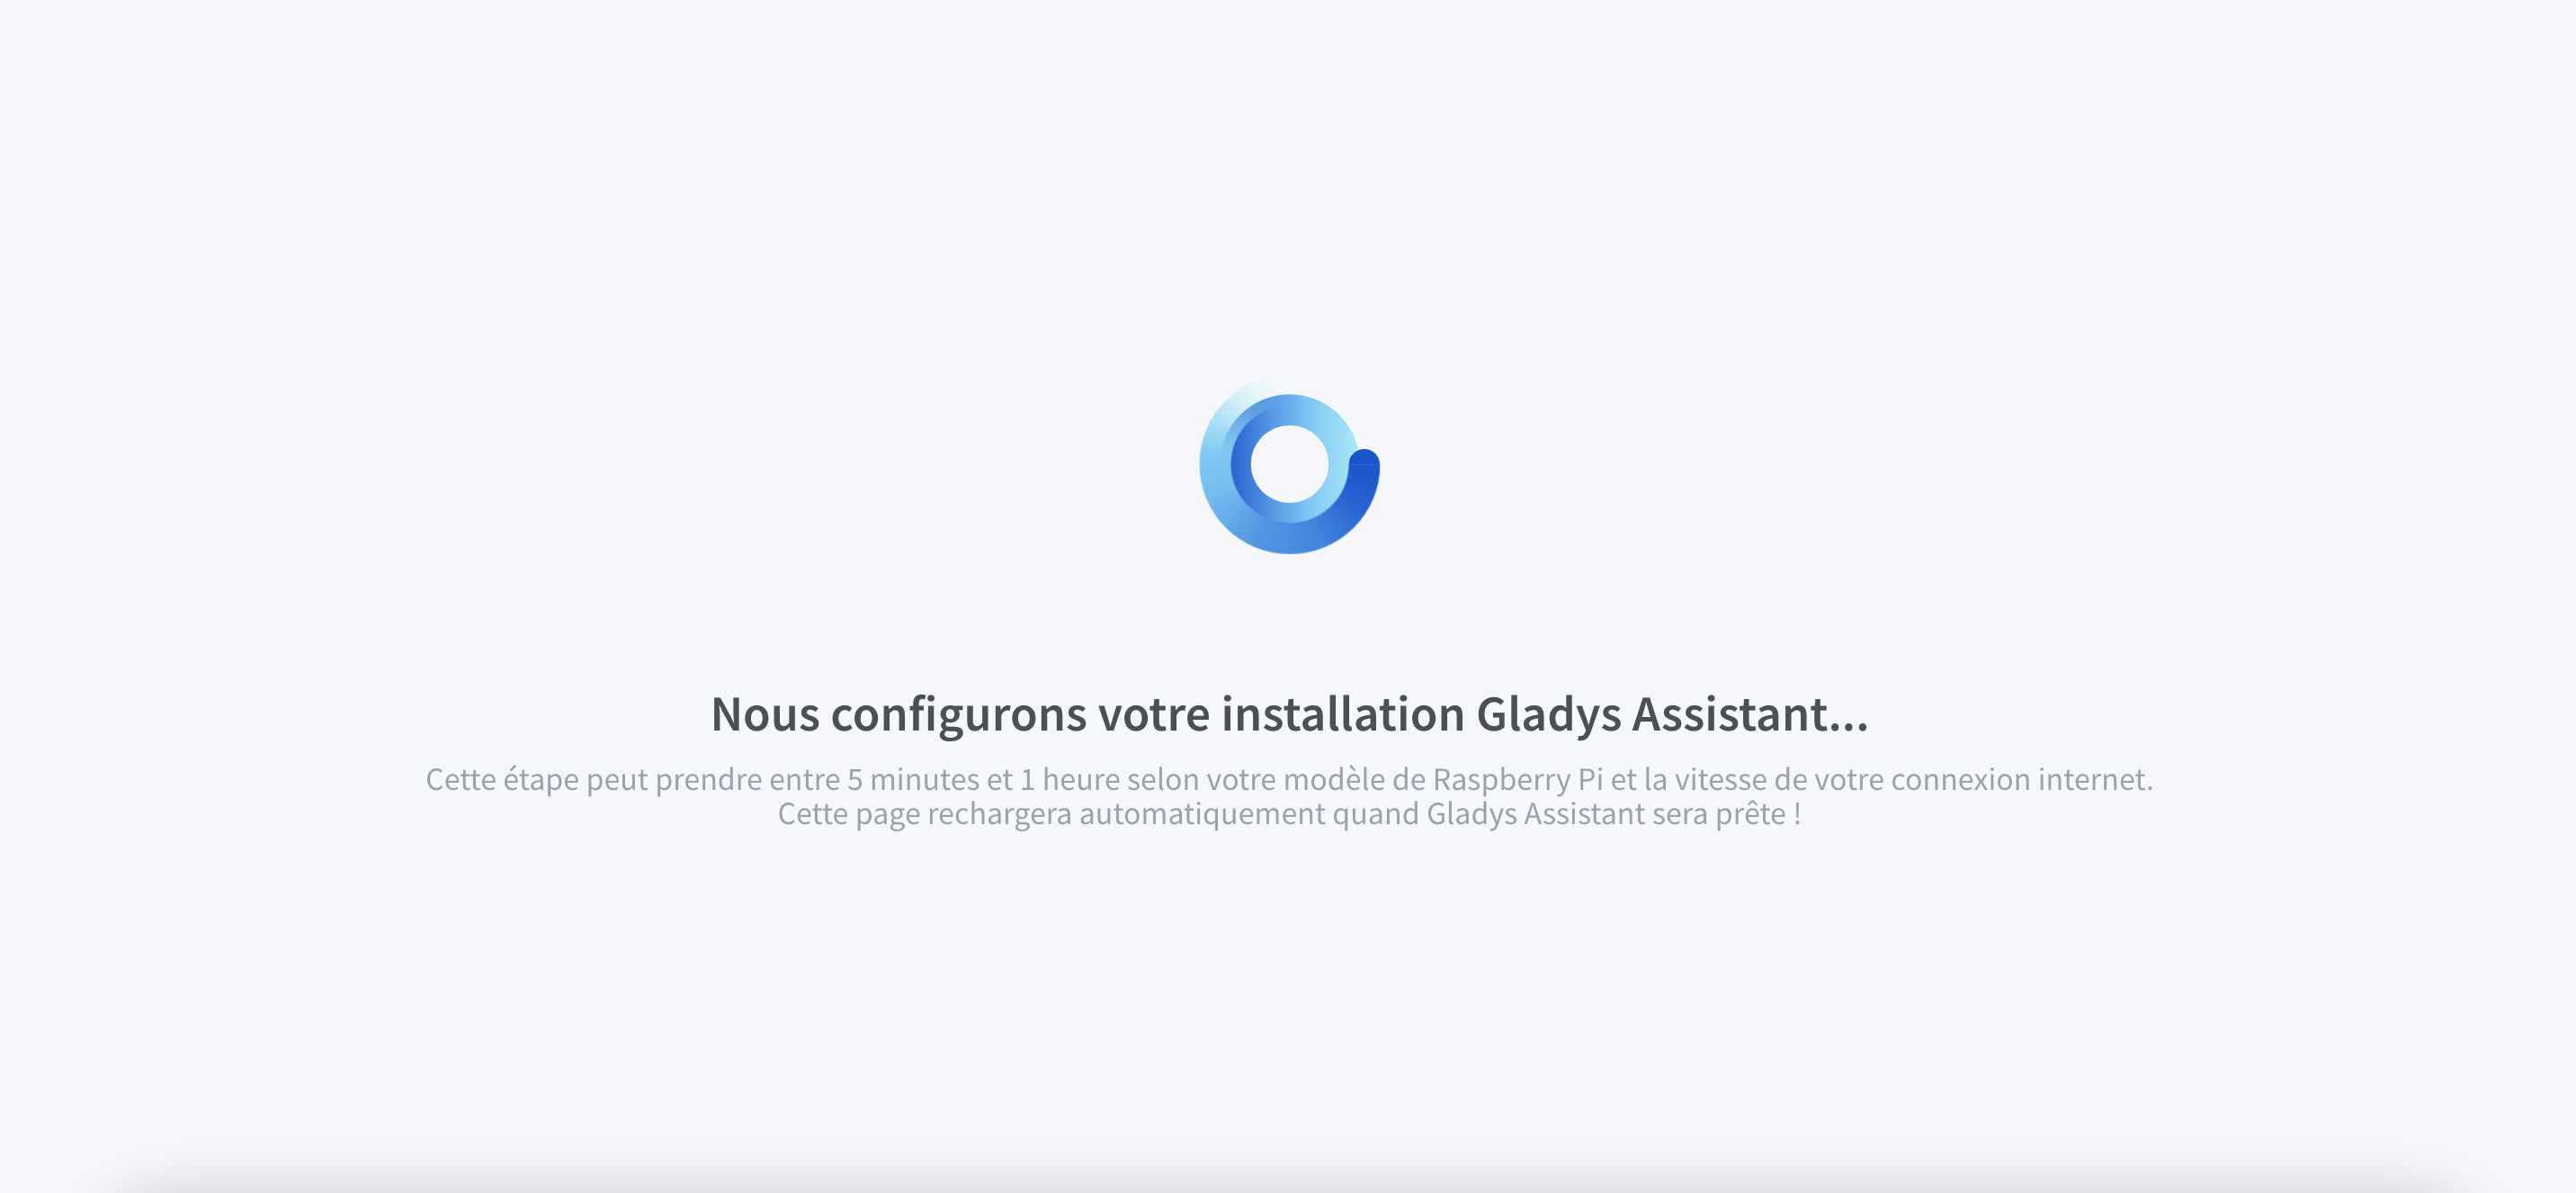 Nous configurons votre installation Gladys Assistant...
Cette étape peut prendre entre 5 minutes et 1 heure selon votre modèle de Raspberry Pi et la vitesse de votre connexion internet.
Cette page rechargera automatiquement quand Gladys Assistant sera prête !